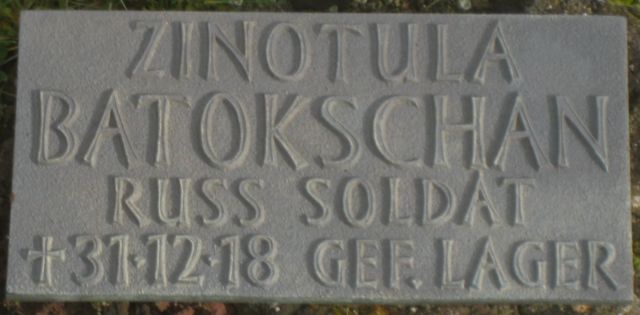 ZINOTULA
BATOKSCHAN
RUSS SOLDAT
+ 31·12·18 GEF. LAGER